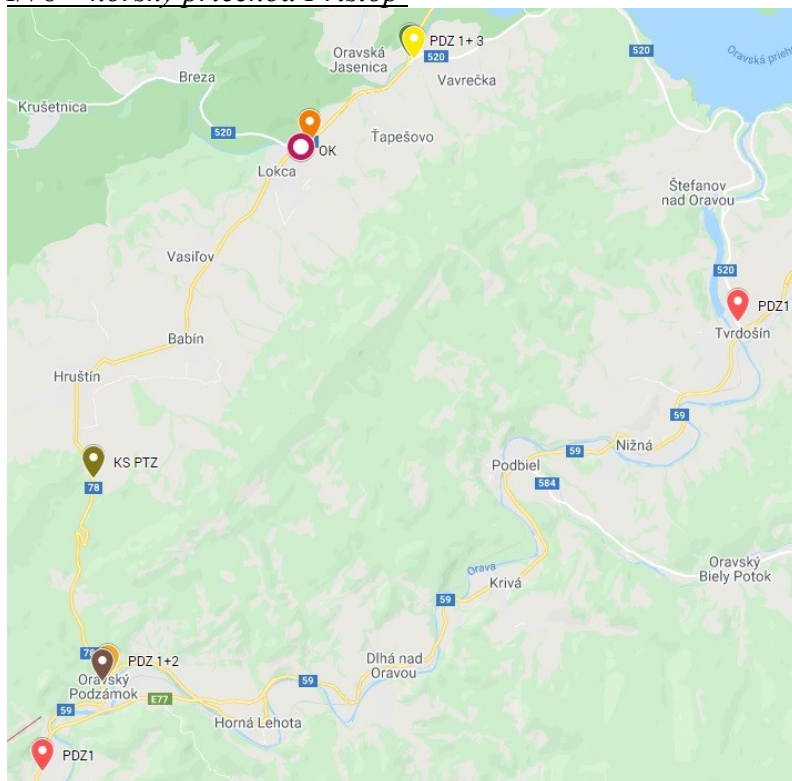 PDZ 1+ 3
Oravská
Jasenica
520
Vavrečka
520
Oravská prieh
Breza
Krušetnica
520
OK
Ťapešovo
Lokca
Štefanov
nad Oravou
Vasiľov
520
PDZ1
Babín
Tvrdošín
Hruštín
59
Nižná
59
KS PTZ
Podbiel
78
584
Oravský
Biely Potok
Orava
Krivá
59
78
PDZ 1+2
Dlhá nad
Oravou
Oravský
Podzámok
59
E77
59
Horná Lehota
PDZ1